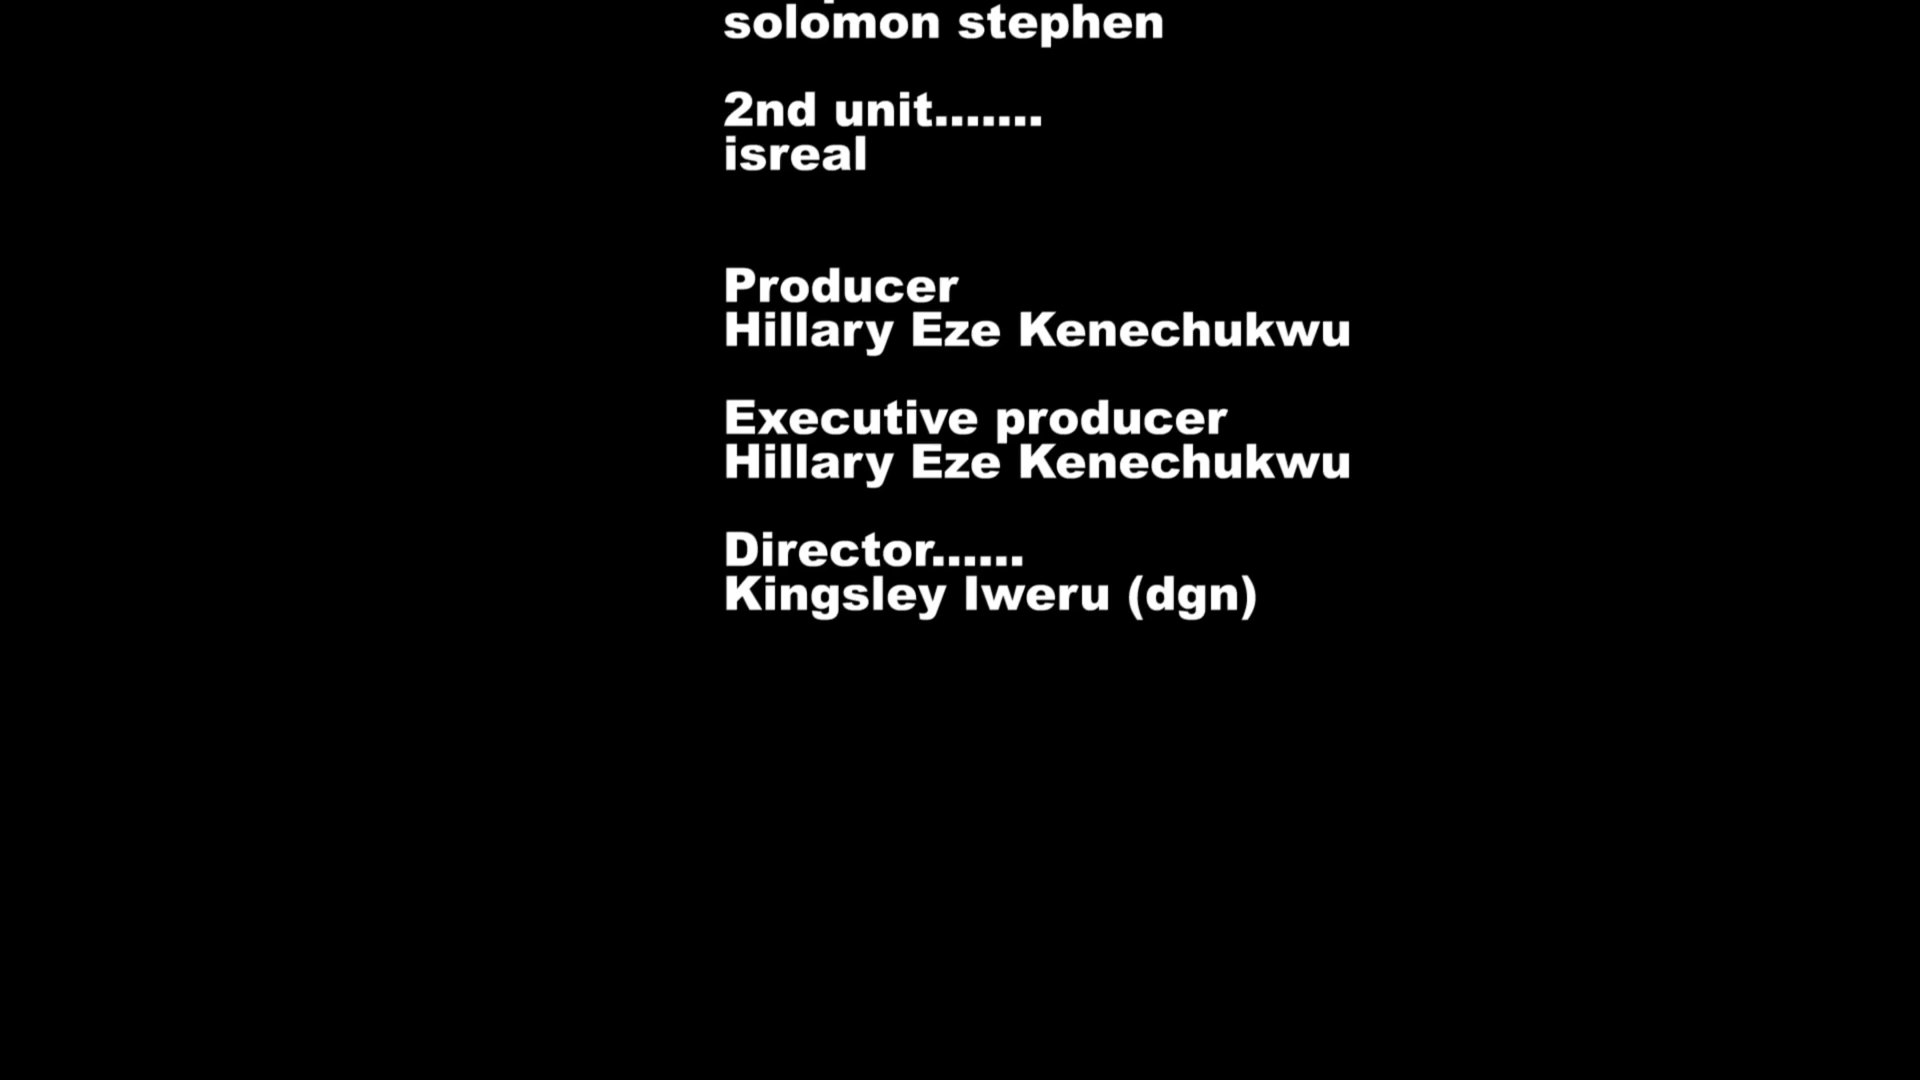 solomon stephen
2nd unit.......
isreal
Producer
Hillary Eze Kenechukwu
Executive producer
Hillary Eze Kenechukwu
Director......
Kingsley Iweru (dgn)